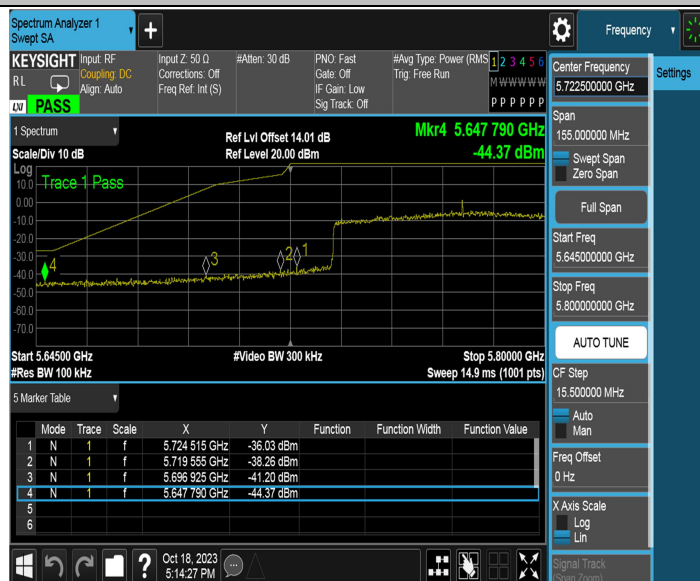 Spectrum Analyzer 1
Swept SA
+
Frequency
KEYSIGHT
Input: RF
Input Z: 50 Ω
#Atten: 30 dB
PNO: Fast
#Avg Type: Power (RMS
1 2 3 4 5 6
RL
Coupling: DC
Corrections: Off
Gate: Off
Trig: Free Run
M W W W W W
Align: Auto
Freq Ref: Int (S)
IF Gain: Low
LXI
PASS
Sig Track: Off
P P P P P P
1 Spectrum
Ref Lvl Offset 14.01 dB
Mkr4 5.647 790 GHz
Scale/Div 10 dB
Ref Level 20.00 dBm
-44.37 dBm
Log
Trace 1 Pass
10.0
0.00
-10.0
-20.0
-30.0
-40.0
-50.0
-60.0
-70.0
4
3
2
1
Start 5.64500 GHz
#Video BW 300 kHz
Stop 5.80000 GHz
#Res BW 100 kHz
Sweep 14.9 ms (1001 pts)
5 Marker Table
Mode Trace Scale X Y Function Function Width Function Value
1 N 1 f 5.724 515 GHz -36.03 dBm
2 N 1 f 5.719 555 GHz -38.26 dBm
3 N 1 f 5.696 925 GHz -41.20 dBm
4 N 1 f 5.647 790 GHz -44.37 dBm
5
6
?
Oct 18, 2023
5:14:27 PM
Center Frequency
5.722500000 GHz
Settings
Span
155.000000 MHz
Swept Span
Zero Span
Full Span
Start Freq
5.645000000 GHz
Stop Freq
5.800000000 GHz
AUTO TUNE
CF Step
15.500000 MHz
Auto
Man
Freq Offset
0 Hz
X Axis Scale
Log
Lin
Signal Track
(Span Zoom)